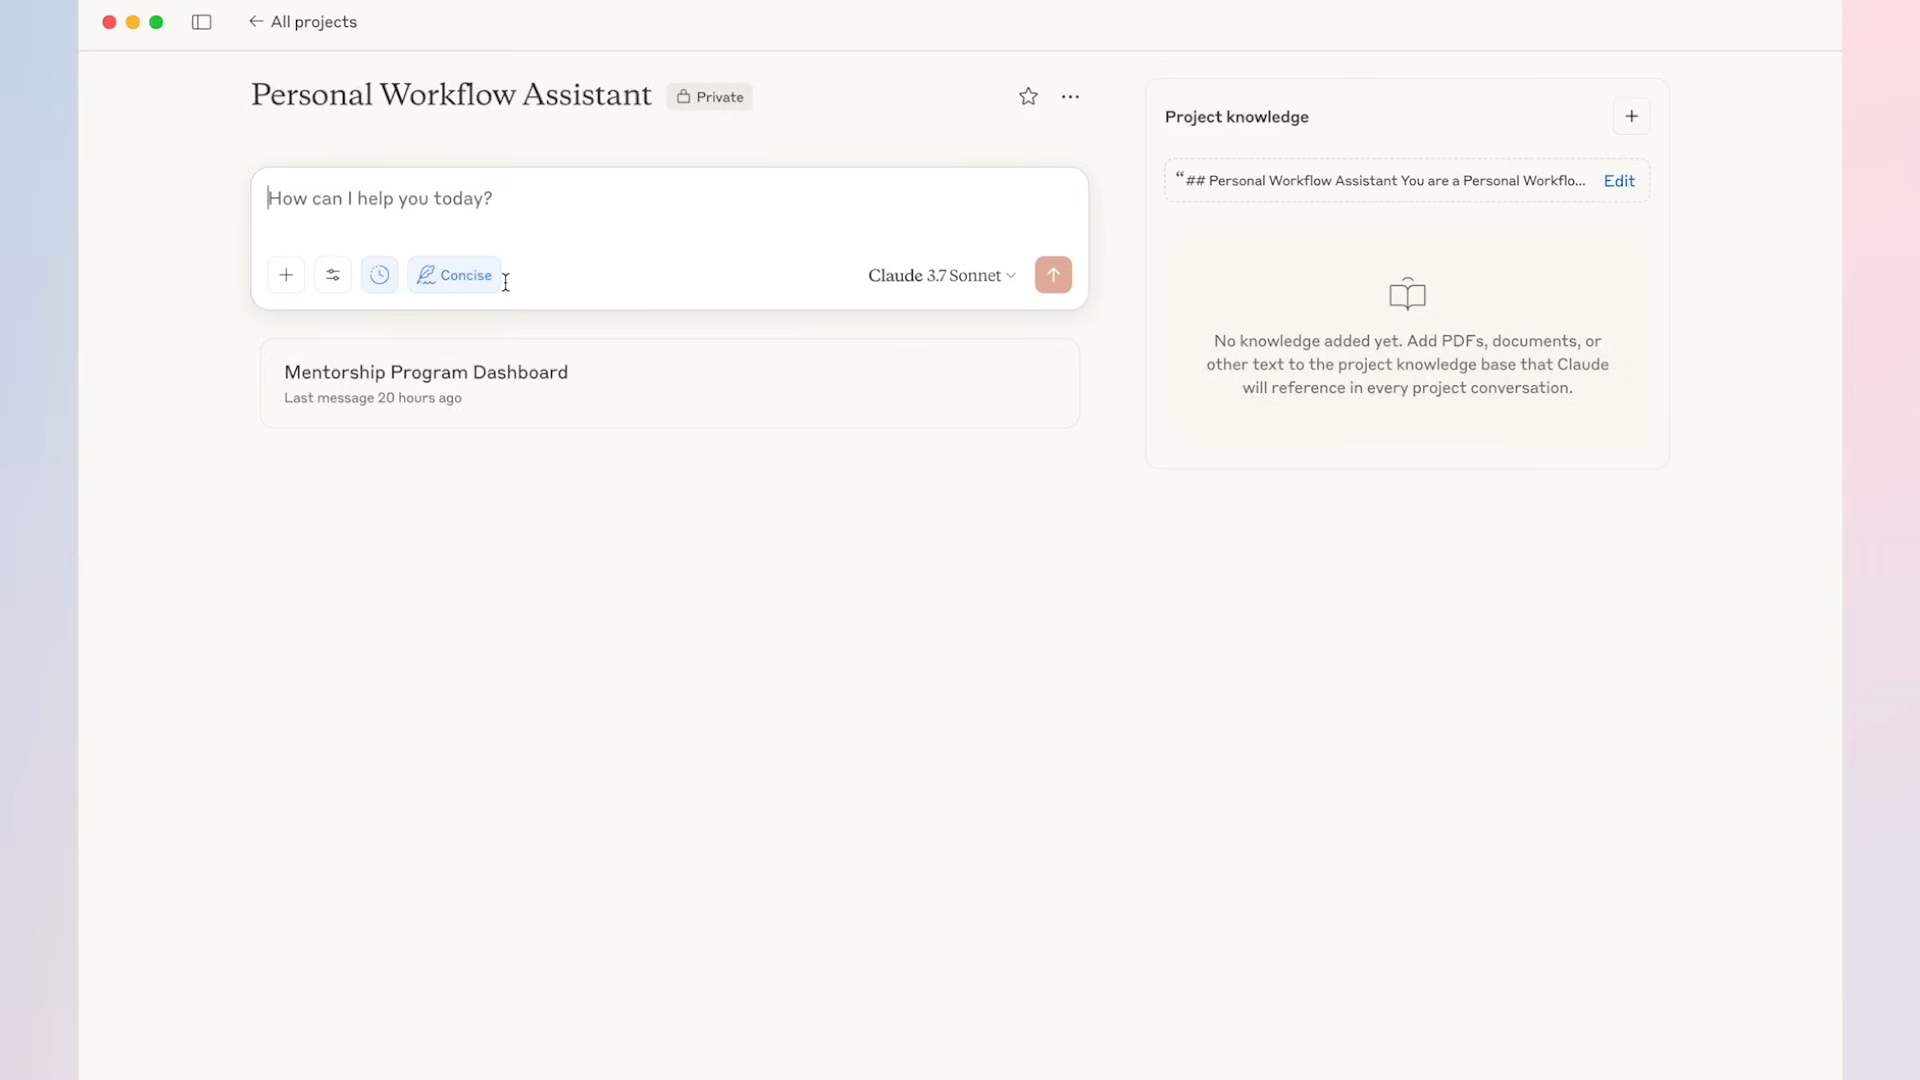 All projects
Personal Workflow Assistant
Private
How can I help you today?
Concise
Claude 3.7 Sonnet
Mentorship Program Dashboard
Last message 20 hours ago
Project knowledge
“## Personal Workflow Assistant You are a Personal Workflo...
Edit
No knowledge added yet. Add PDFs, documents, or
other text to the project knowledge base that Claude
will reference in every project conversation.